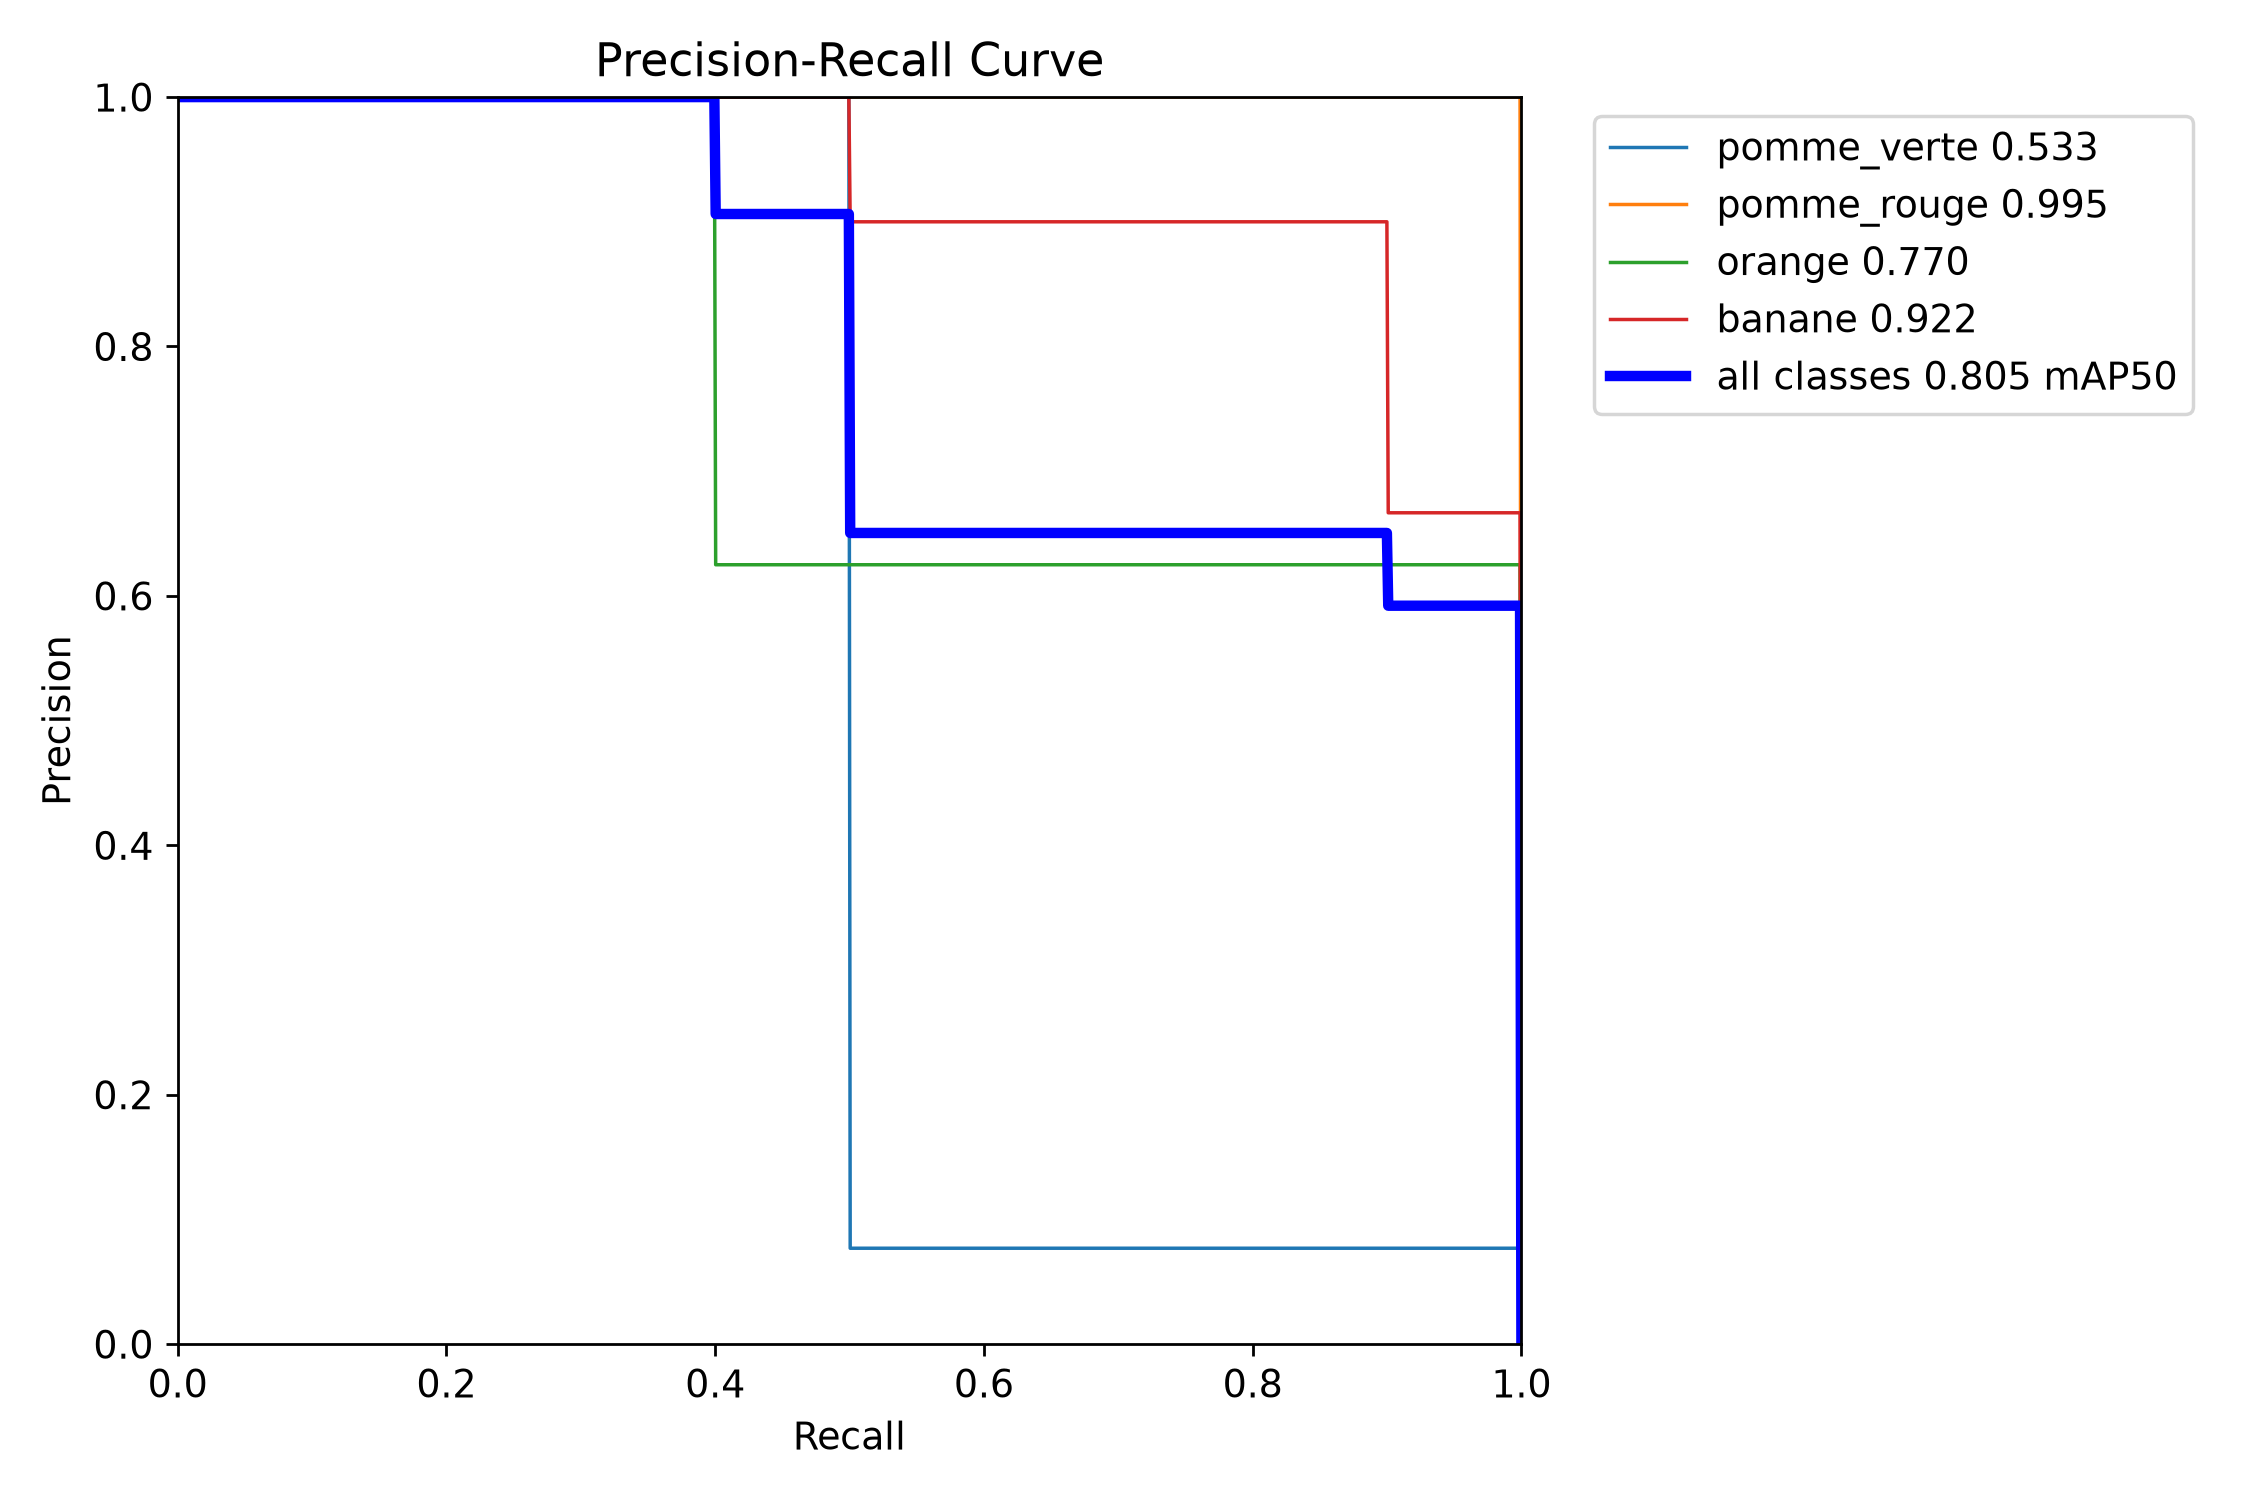 Precision-Recall Curve
1.0
0.8
0.6
0.4
0.2
0.0
Precision
0.0 0.2 0.4 0.6 0.8 1.0
Recall
pomme_verte 0.533
pomme_rouge 0.995
orange 0.770
banane 0.922
all classes 0.805 mAP50